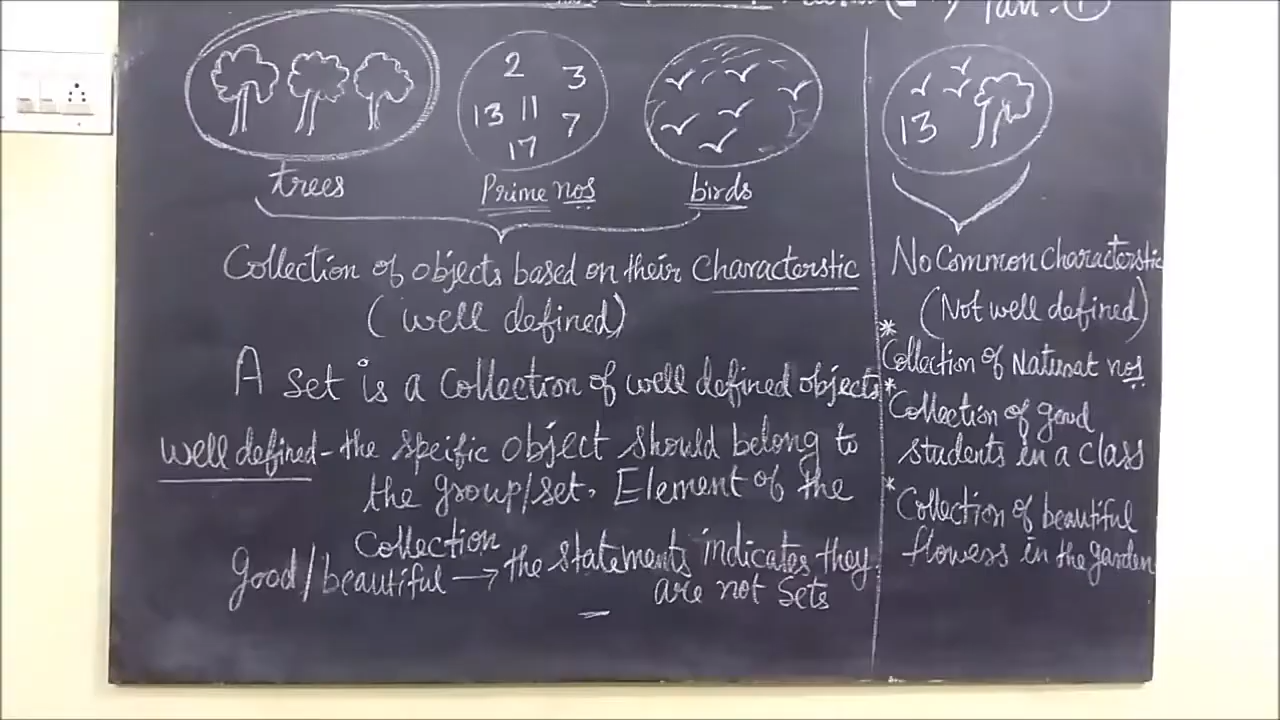 2
3
13 11
7
17
13
trees
Prime nos
birds
Collection of objects based on their Characterstic
(well defined)
A set is a Collection of well defined objects
well defined - the specific object should belong to
the group/set. Element of the
Collection
good/beautiful → the statements indicates they
are not sets
No Common Characterstic
(Not well defined)
* Collection of Natural nos
* Collection of good
students in a class
* Collection of beautiful
flowers in the garden